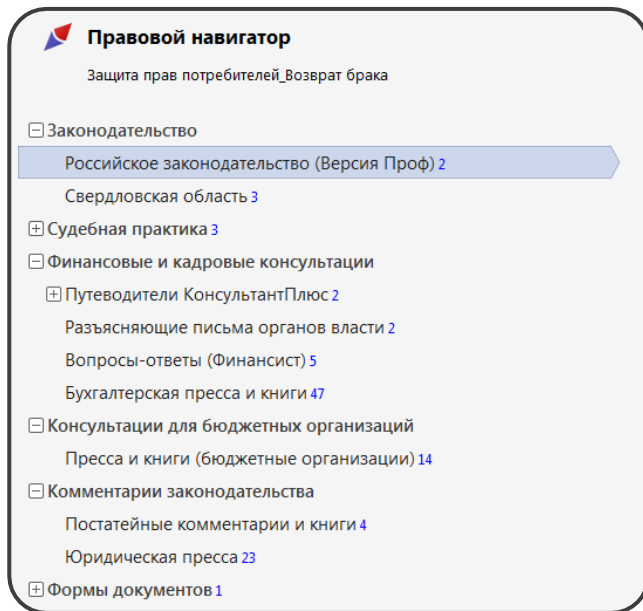 Правовой навигатор
Защита прав потребителей_Возврат брака
Законодательство
Российское законодательство (Версия Проф) 2
Свердловская область 3
Судебная практика 3
Финансовые и кадровые консультации
Путеводители КонсультантПлюс 2
Разъясняющие письма органов власти 2
Вопросы-ответы (Финансист) 5
Бухгалтерская пресса и книги 47
Консультации для бюджетных организаций
Пресса и книги (бюджетные организации) 14
Комментарии законодательства
Постатейные комментарии и книги 4
Юридическая пресса 23
Формы документов 1